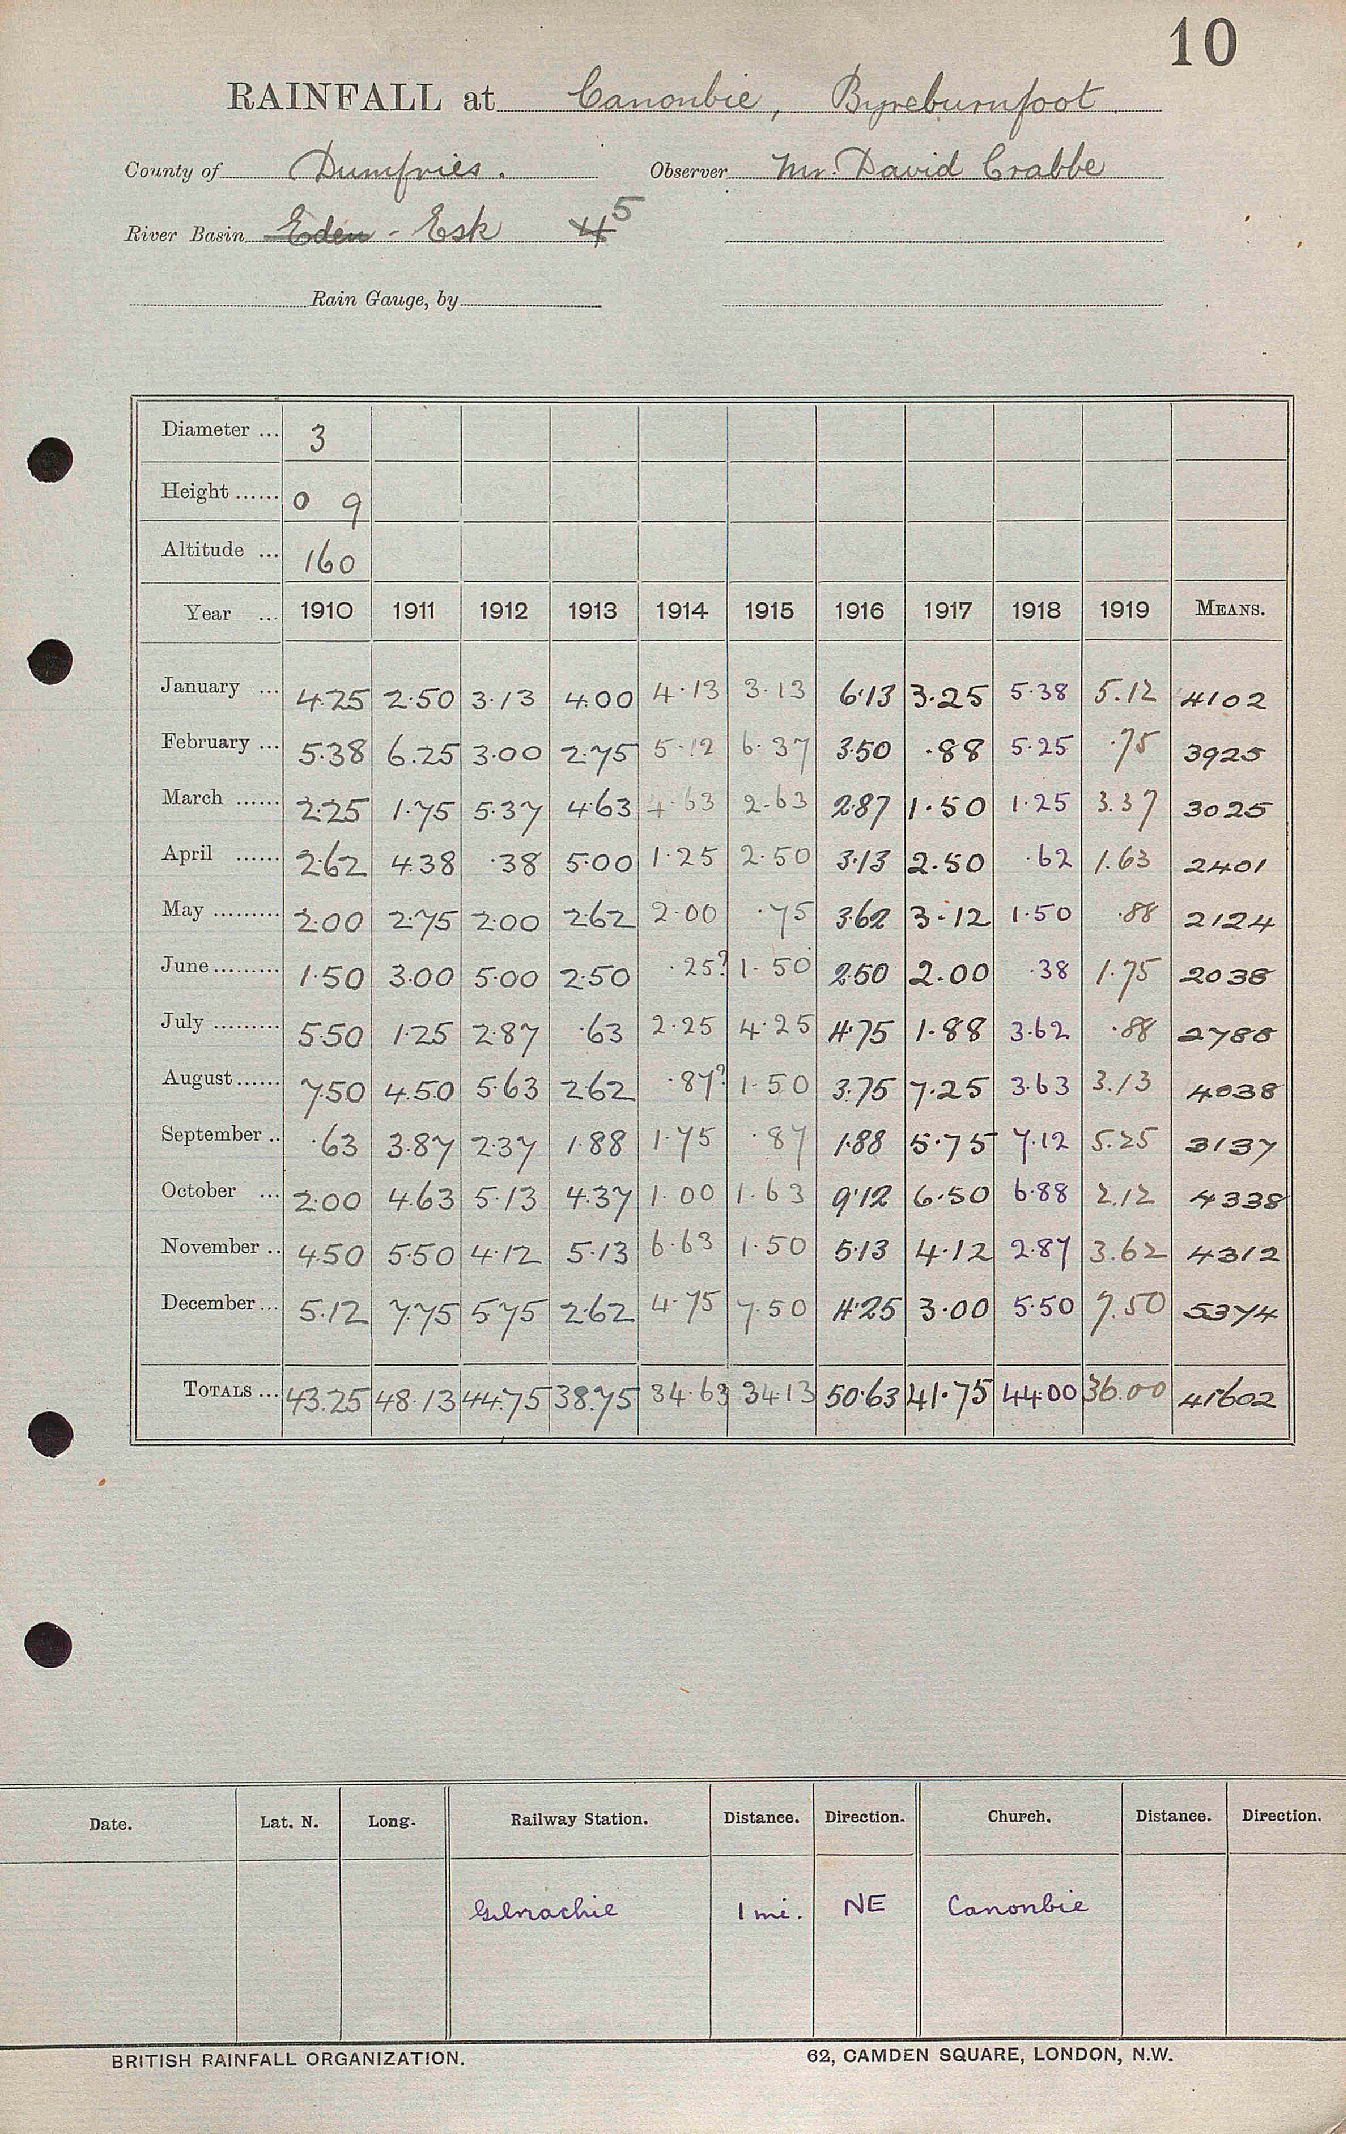 10
RAINFALL at Canonbie, Byreburnfoot
County of Dumfries. Observer Mr. David Crabbe
River Basin Eden - Esk 4 5
Rain Gauge, by
Diameter ... 3
Height ...... 0 9
Altitude ... 160
Year ... 1910 1911 1912 1913 1914 1915 1916 1917 1918 1919 MEANS.
January ... 4.25 2.50 3.13 4.00 4.13 3.13 6.13 3.25 5.38 5.12 4102
February ... 5.38 6.25 3.00 2.75 5.12 6.37 3.50 .88 5.25 .75 3925
March ...... 2.25 1.75 5.37 4.63 4.63 2.63 2.87 1.50 1.25 3.37 3025
April ...... 2.62 4.38 .38 5.00 1.25 2.50 3.13 2.50 .62 1.63 2401
May ......... 2.00 2.75 2.00 2.62 2.00 .75 3.62 3.12 1.50 .88 2124
June ......... 1.50 3.00 5.00 2.50 .25? 1.50 2.50 2.00 .38 1.75 2038
July ......... 5.50 1.25 2.87 .63 2.25 4.25 4.75 1.88 3.62 .88 2788
August ...... 7.50 4.50 5.63 2.62 .87? 1.50 3.75 7.25 3.63 3.13 4038
September .. .63 3.87 2.37 1.88 1.75 .87 1.88 5.75 7.12 5.25 3137
October ... 2.00 4.63 5.13 4.37 1.00 1.63 9.12 6.50 6.88 2.12 4338
November .. 4.50 5.50 4.12 5.13 6.63 1.50 5.13 4.12 2.87 3.62 4312
December ... 5.12 7.75 5.75 2.62 4.75 7.50 4.25 3.00 5.50 7.50 5374
TOTALS ... 43.25 48.13 44.75 38.75 34.63 34.13 50.63 41.75 44.00 36.00 41602
Date. Lat. N. Long. Railway Station. Distance. Direction. Church. Distance. Direction.
Gilnockie 1 mi. NE Canonbie
BRITISH RAINFALL ORGANIZATION. 62, CAMDEN SQUARE, LONDON, N.W.